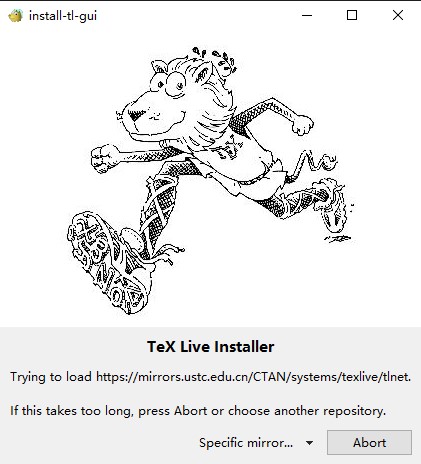 install-tl-gui
TeX Live Installer
Trying to load https://mirrors.ustc.edu.cn/CTAN/systems/texlive/tlnet.
If this takes too long, press Abort or choose another repository.
Specific mirror... Abort